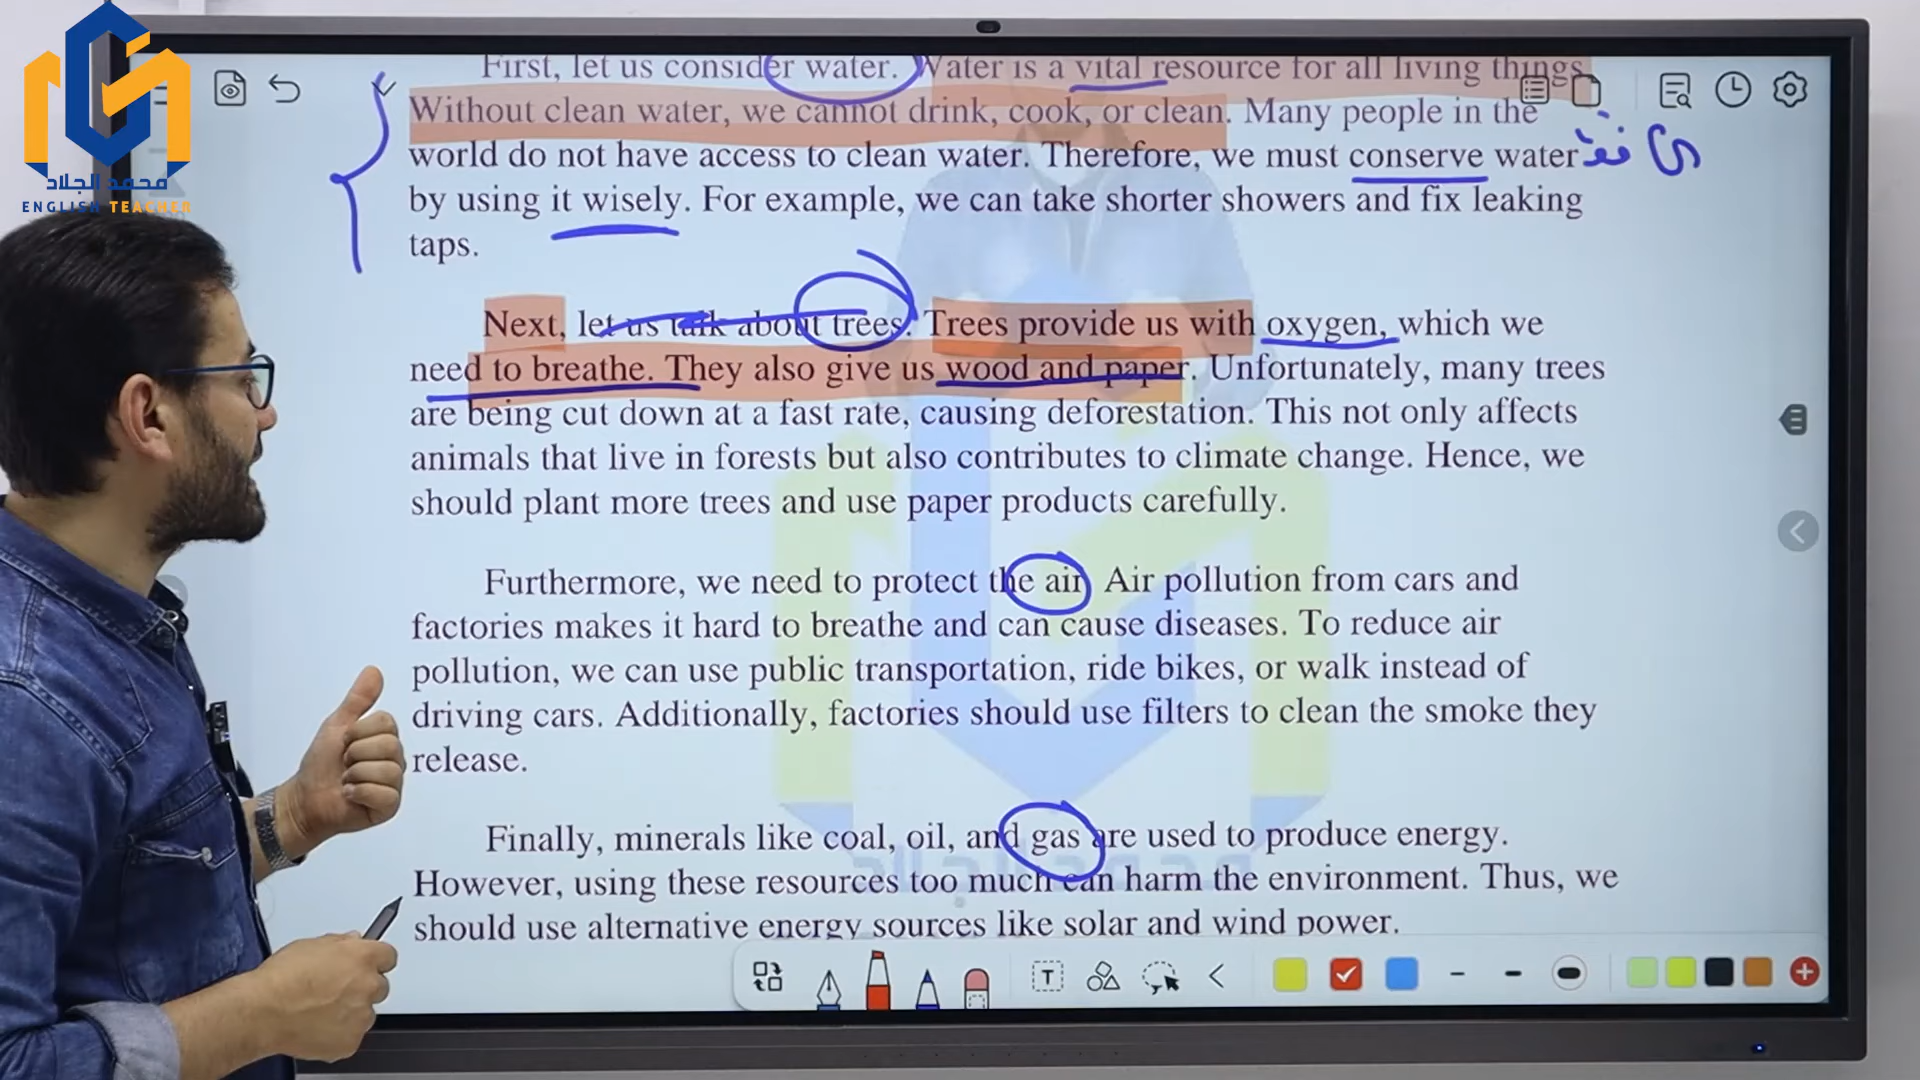 محمد الجلاد
ENGLISH TEACHER
First, let us consider water. Water is a vital resource for all living things.
Without clean water, we cannot drink, cook, or clean. Many people in the
world do not have access to clean water. Therefore, we must conserve water
by using it wisely. For example, we can take shorter showers and fix leaking
taps.
Next, let us talk about trees. Trees provide us with oxygen, which we
need to breathe. They also give us wood and paper. Unfortunately, many trees
are being cut down at a fast rate, causing deforestation. This not only affects
animals that live in forests but also contributes to climate change. Hence, we
should plant more trees and use paper products carefully.
Furthermore, we need to protect the air. Air pollution from cars and
factories makes it hard to breathe and can cause diseases. To reduce air
pollution, we can use public transportation, ride bikes, or walk instead of
driving cars. Additionally, factories should use filters to clean the smoke they
release.
Finally, minerals like coal, oil, and gas are used to produce energy.
However, using these resources too much can harm the environment. Thus, we
should use alternative energy sources like solar and wind power.
T